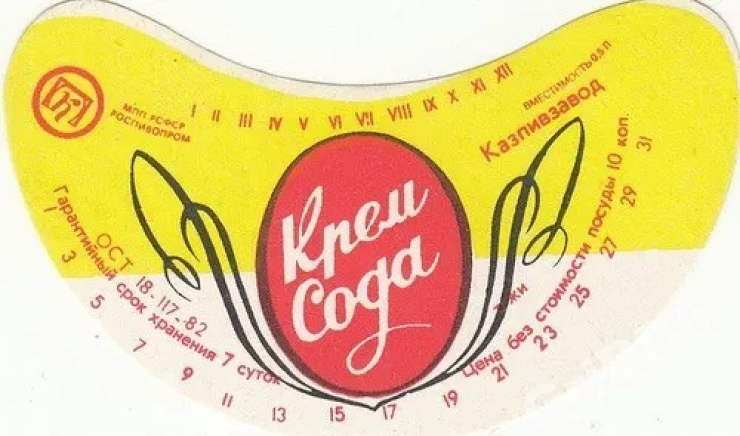 МПП РСФСР
РОСПИВОПРОМ
I II III IV V VI VII VIII IX X XI XII
ВМЕСТИМОСТЬ 0,5 Л
Казпивзавод
Крем
Сода
ОСТ 18-117-82
Гарантийный срок хранения 7 суток
Цена без стоимости посуды 10 коп.
1 3 5 7 9 11 13 15 17 19 21 23 25 27 29 31